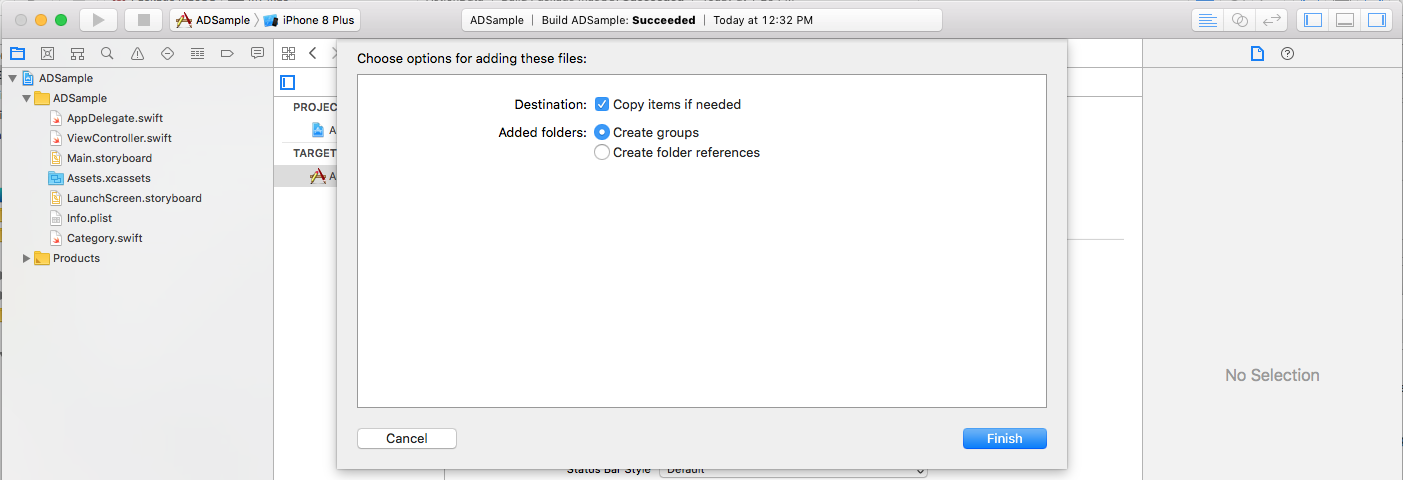 ADSample 〉 iPhone 8 Plus
ADSample | Build ADSample: Succeeded | Today at 12:32 PM
Choose options for adding these files:
ADSample
ADSample
AppDelegate.swift
ViewController.swift
Main.storyboard
Assets.xcassets
LaunchScreen.storyboard
Info.plist
Category.swift
Products
PROJEC
A
TARGET
A
Destination: Copy items if needed
Added folders: Create groups
Create folder references
No Selection
Cancel
Finish
Status Bar Style Default